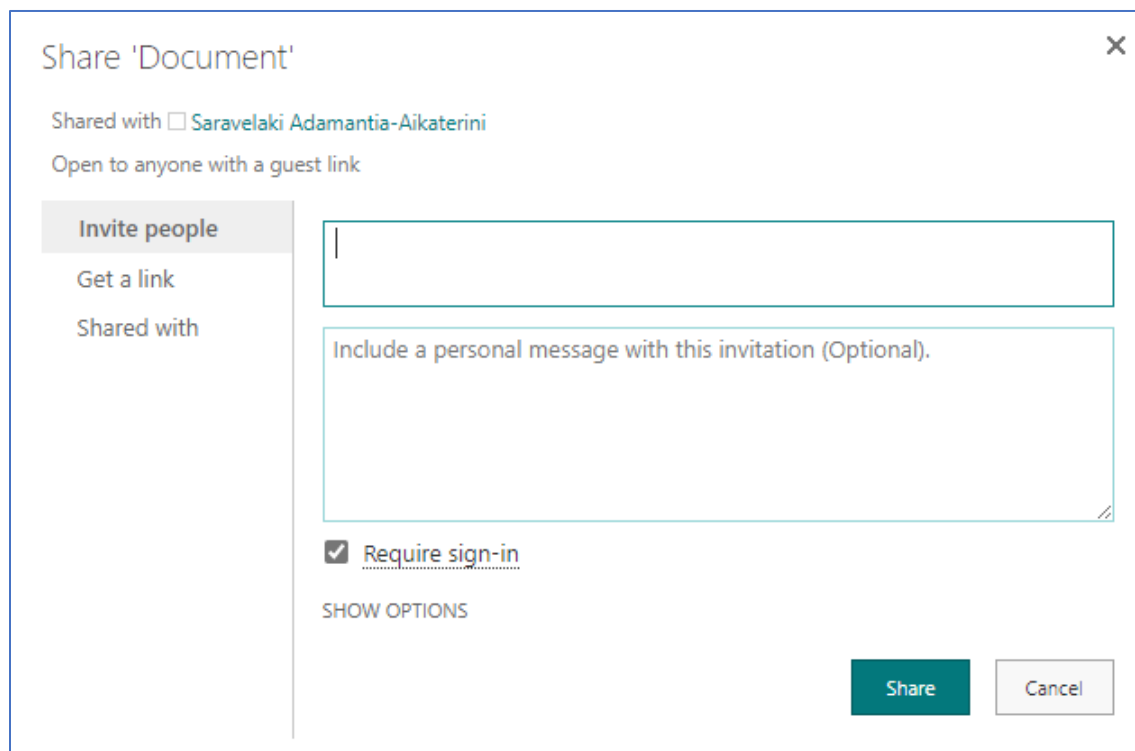 Share 'Document'
Shared with Saravelaki Adamantia-Aikaterini
Open to anyone with a guest link
Invite people
Get a link
Shared with
Include a personal message with this invitation (Optional).
Require sign-in
SHOW OPTIONS
Share
Cancel